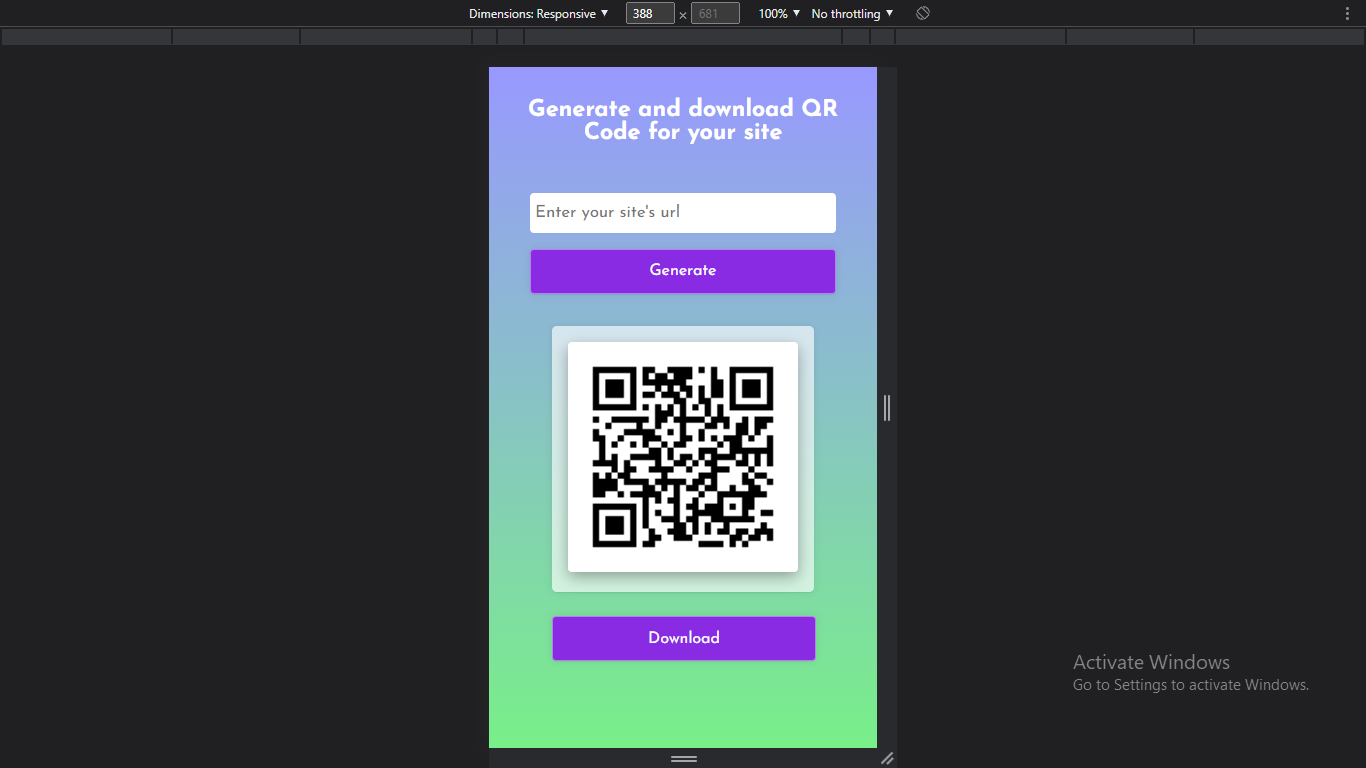 Dimensions: Responsive 388 × 681 100% No throttling
Generate and download QR
Code for your site
Enter your site's url
Generate
Download
Activate Windows
Go to Settings to activate Windows.